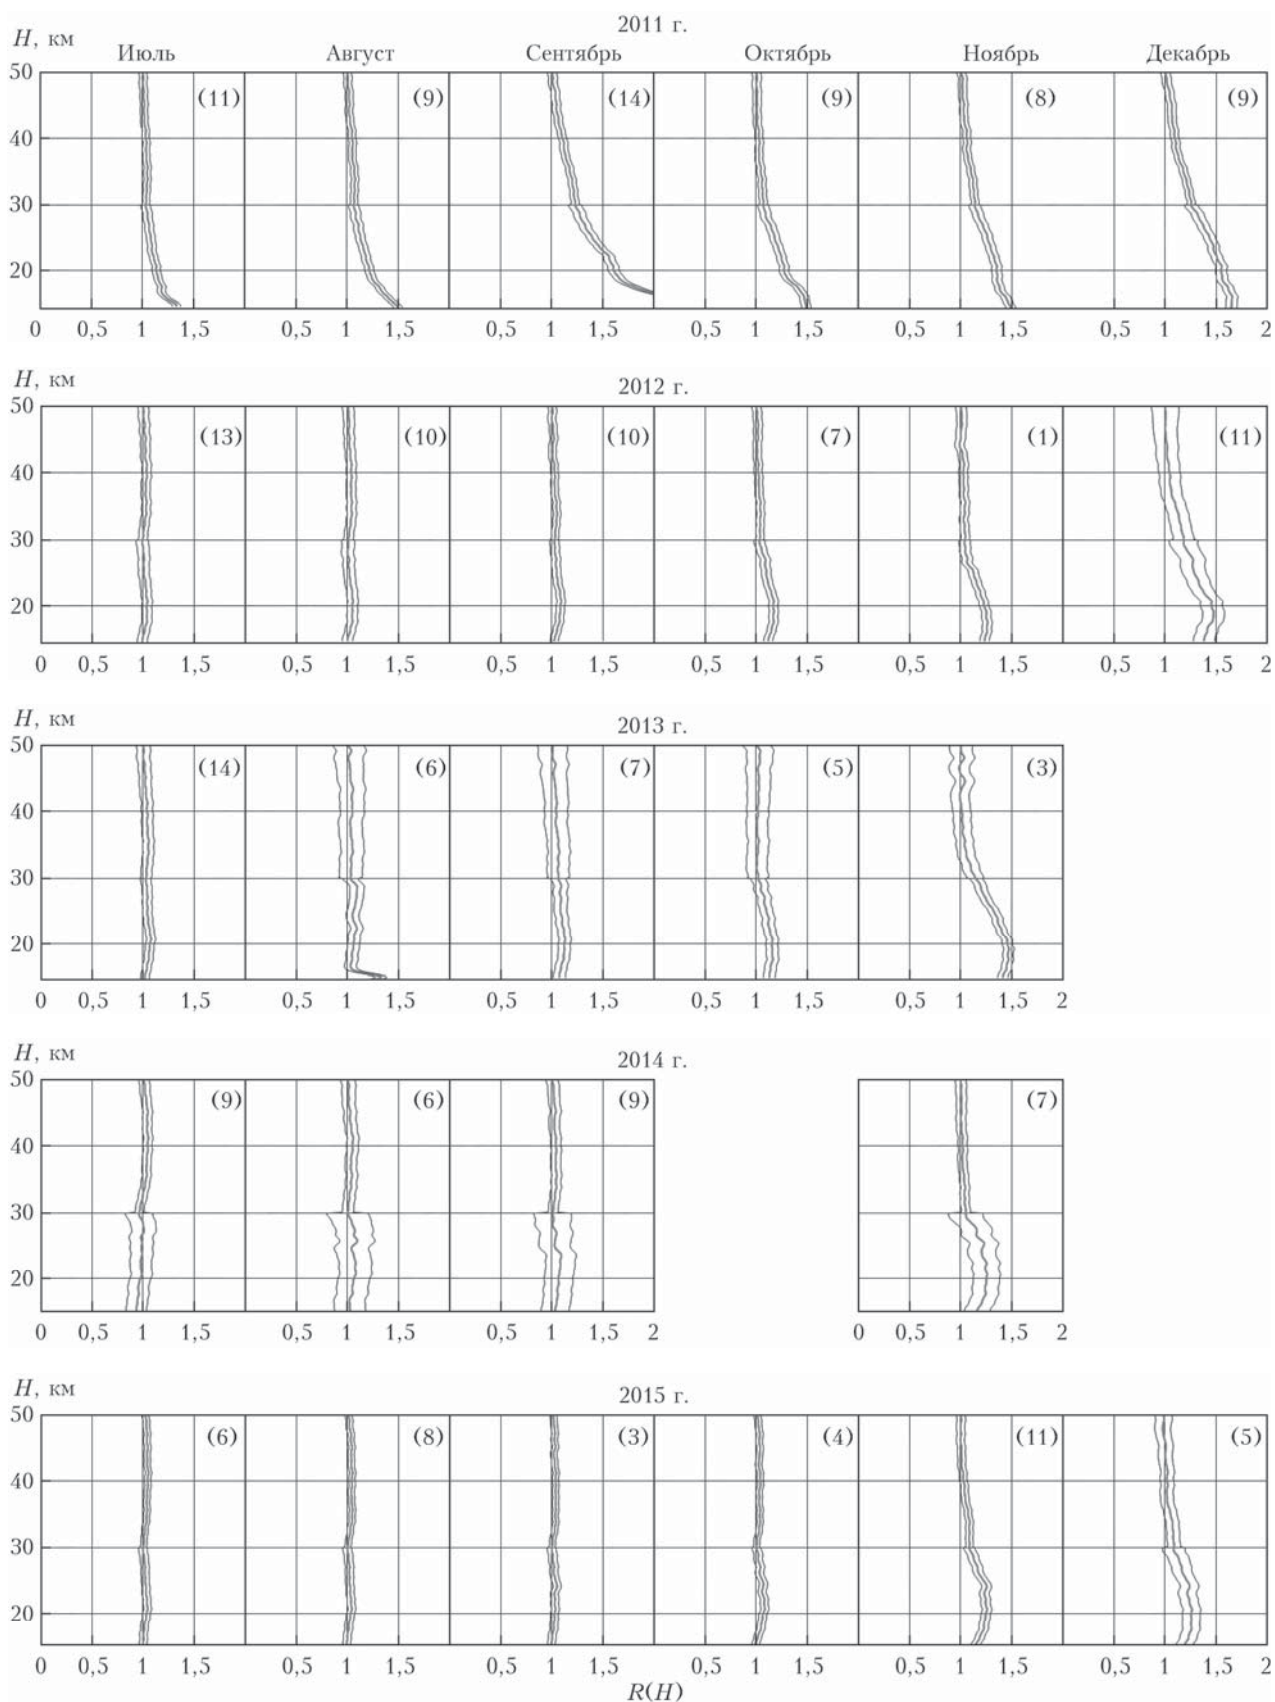 2011 г.
H, км
Июль Август Сентябрь Октябрь Ноябрь Декабрь
50
(11) (9) (14) (9) (8) (9)
40
30
20
0 0,5 1 1,5 0,5 1 1,5 0,5 1 1,5 0,5 1 1,5 0,5 1 1,5 0,5 1 1,5 2
H, км
2012 г.
50
(13) (10) (10) (7) (1) (11)
40
30
20
0 0,5 1 1,5 0,5 1 1,5 0,5 1 1,5 0,5 1 1,5 0,5 1 1,5 0,5 1 1,5 2
H, км
2013 г.
50
(14) (6) (7) (5) (3)
40
30
20
0 0,5 1 1,5 0,5 1 1,5 0,5 1 1,5 0,5 1 1,5 0,5 1 1,5 2
H, км
2014 г.
50
(9) (6) (9) (7)
40
30
20
0 0,5 1 1,5 0,5 1 1,5 0,5 1 1,5 2 0 0,5 1 1,5 2
H, км
2015 г.
50
(6) (8) (3) (4) (11) (5)
40
30
20
0 0,5 1 1,5 0,5 1 1,5 0,5 1 1,5 0,5 1 1,5 0,5 1 1,5 0,5 1 1,5 2
R(H)